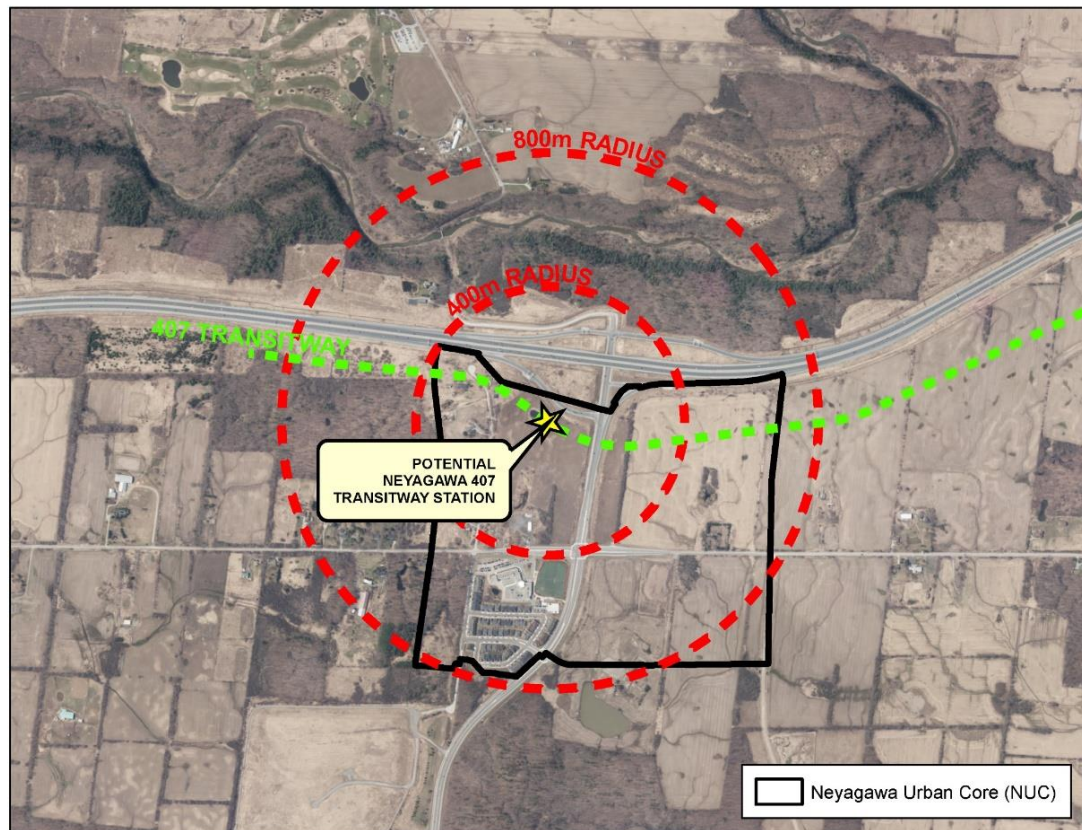 800m RADIUS
400m RADIUS
407 TRANSITWAY
POTENTIAL
NEYAGAWA 407
TRANSITWAY STATION
Neyagawa Urban Core (NUC)